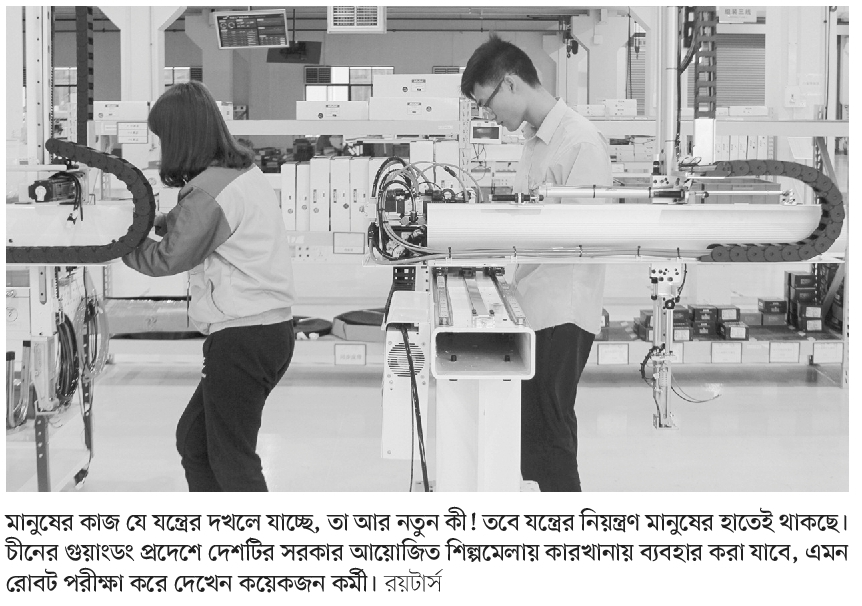 মানুষের কাজ যে যন্ত্রের দখলে যাচ্ছে, তা আর নতুন কী! তবে যন্ত্রের নিয়ন্ত্রণ মানুষের হাতেই থাকছে।
চীনের গুয়াংডং প্রদেশে দেশটির সরকার আয়োজিত শিল্পমেলায় কারখানায় ব্যবহার করা যাবে, এমন
রোবট পরীক্ষা করে দেখেন কয়েকজন কর্মী। রয়টার্স